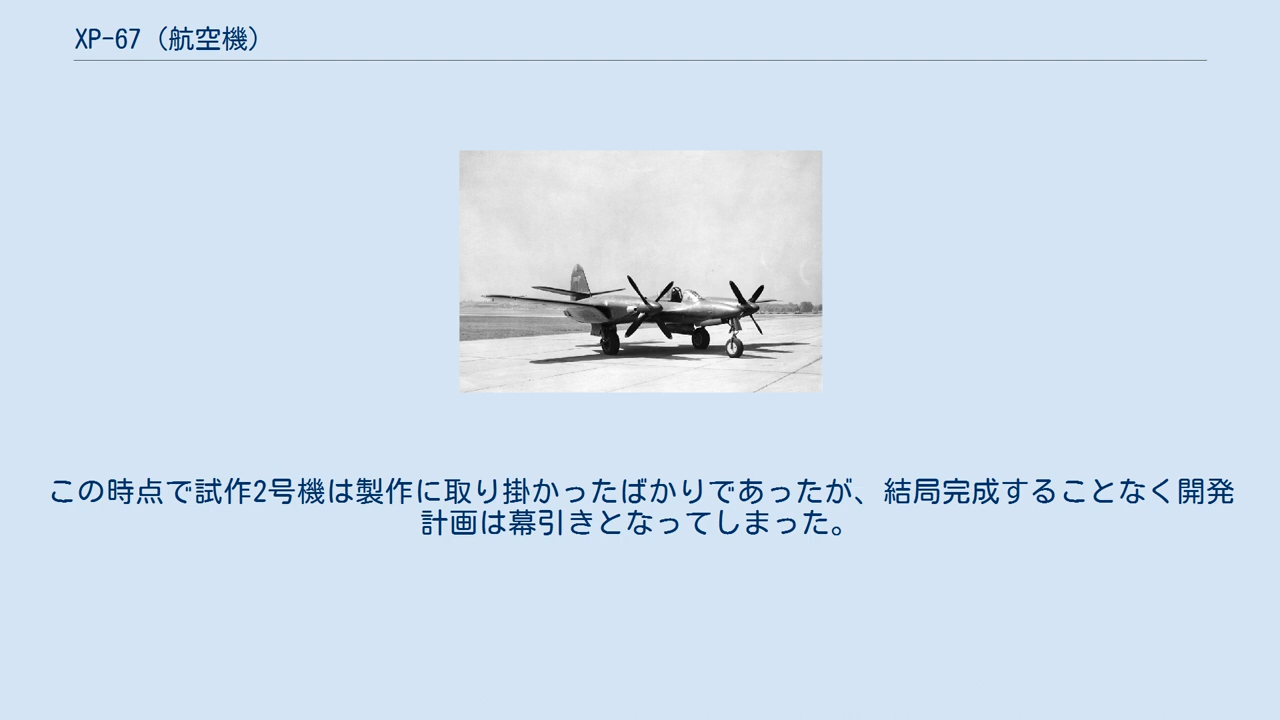 XP-67（航空機）
この時点で試作2号機は製作に取り掛かったばかりであったが、結局完成することなく開発
計画は幕引きとなってしまった。